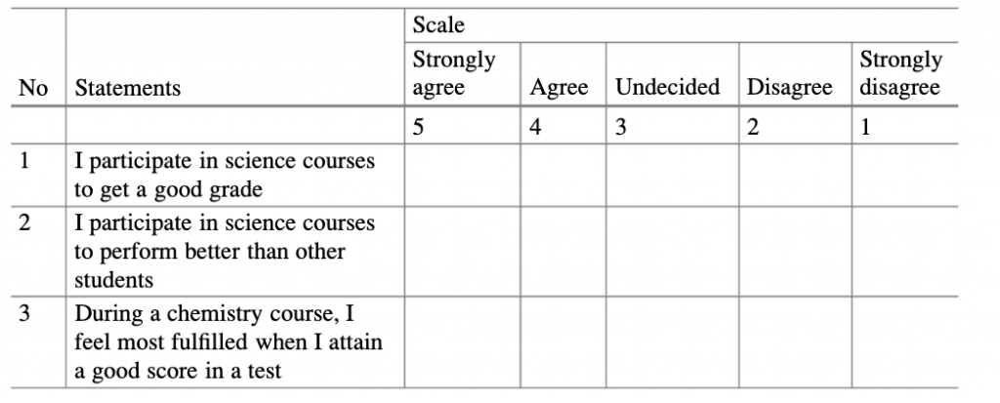 Scale
No Statements Strongly agree Agree Undecided Disagree Strongly disagree
5 4 3 2 1
1 I participate in science courses
to get a good grade
2 I participate in science courses
to perform better than other
students
3 During a chemistry course, I
feel most fulfilled when I attain
a good score in a test